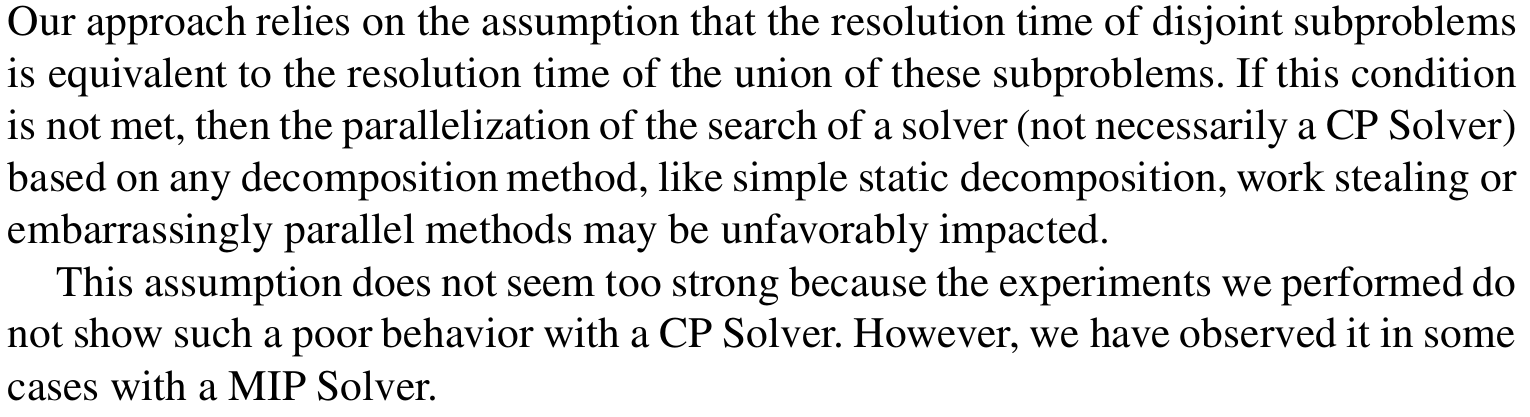 Our approach relies on the assumption that the resolution time of disjoint subproblems
is equivalent to the resolution time of the union of these subproblems. If this condition
is not met, then the parallelization of the search of a solver (not necessarily a CP Solver)
based on any decomposition method, like simple static decomposition, work stealing or
embarrassingly parallel methods may be unfavorably impacted.
This assumption does not seem too strong because the experiments we performed do
not show such a poor behavior with a CP Solver. However, we have observed it in some
cases with a MIP Solver.